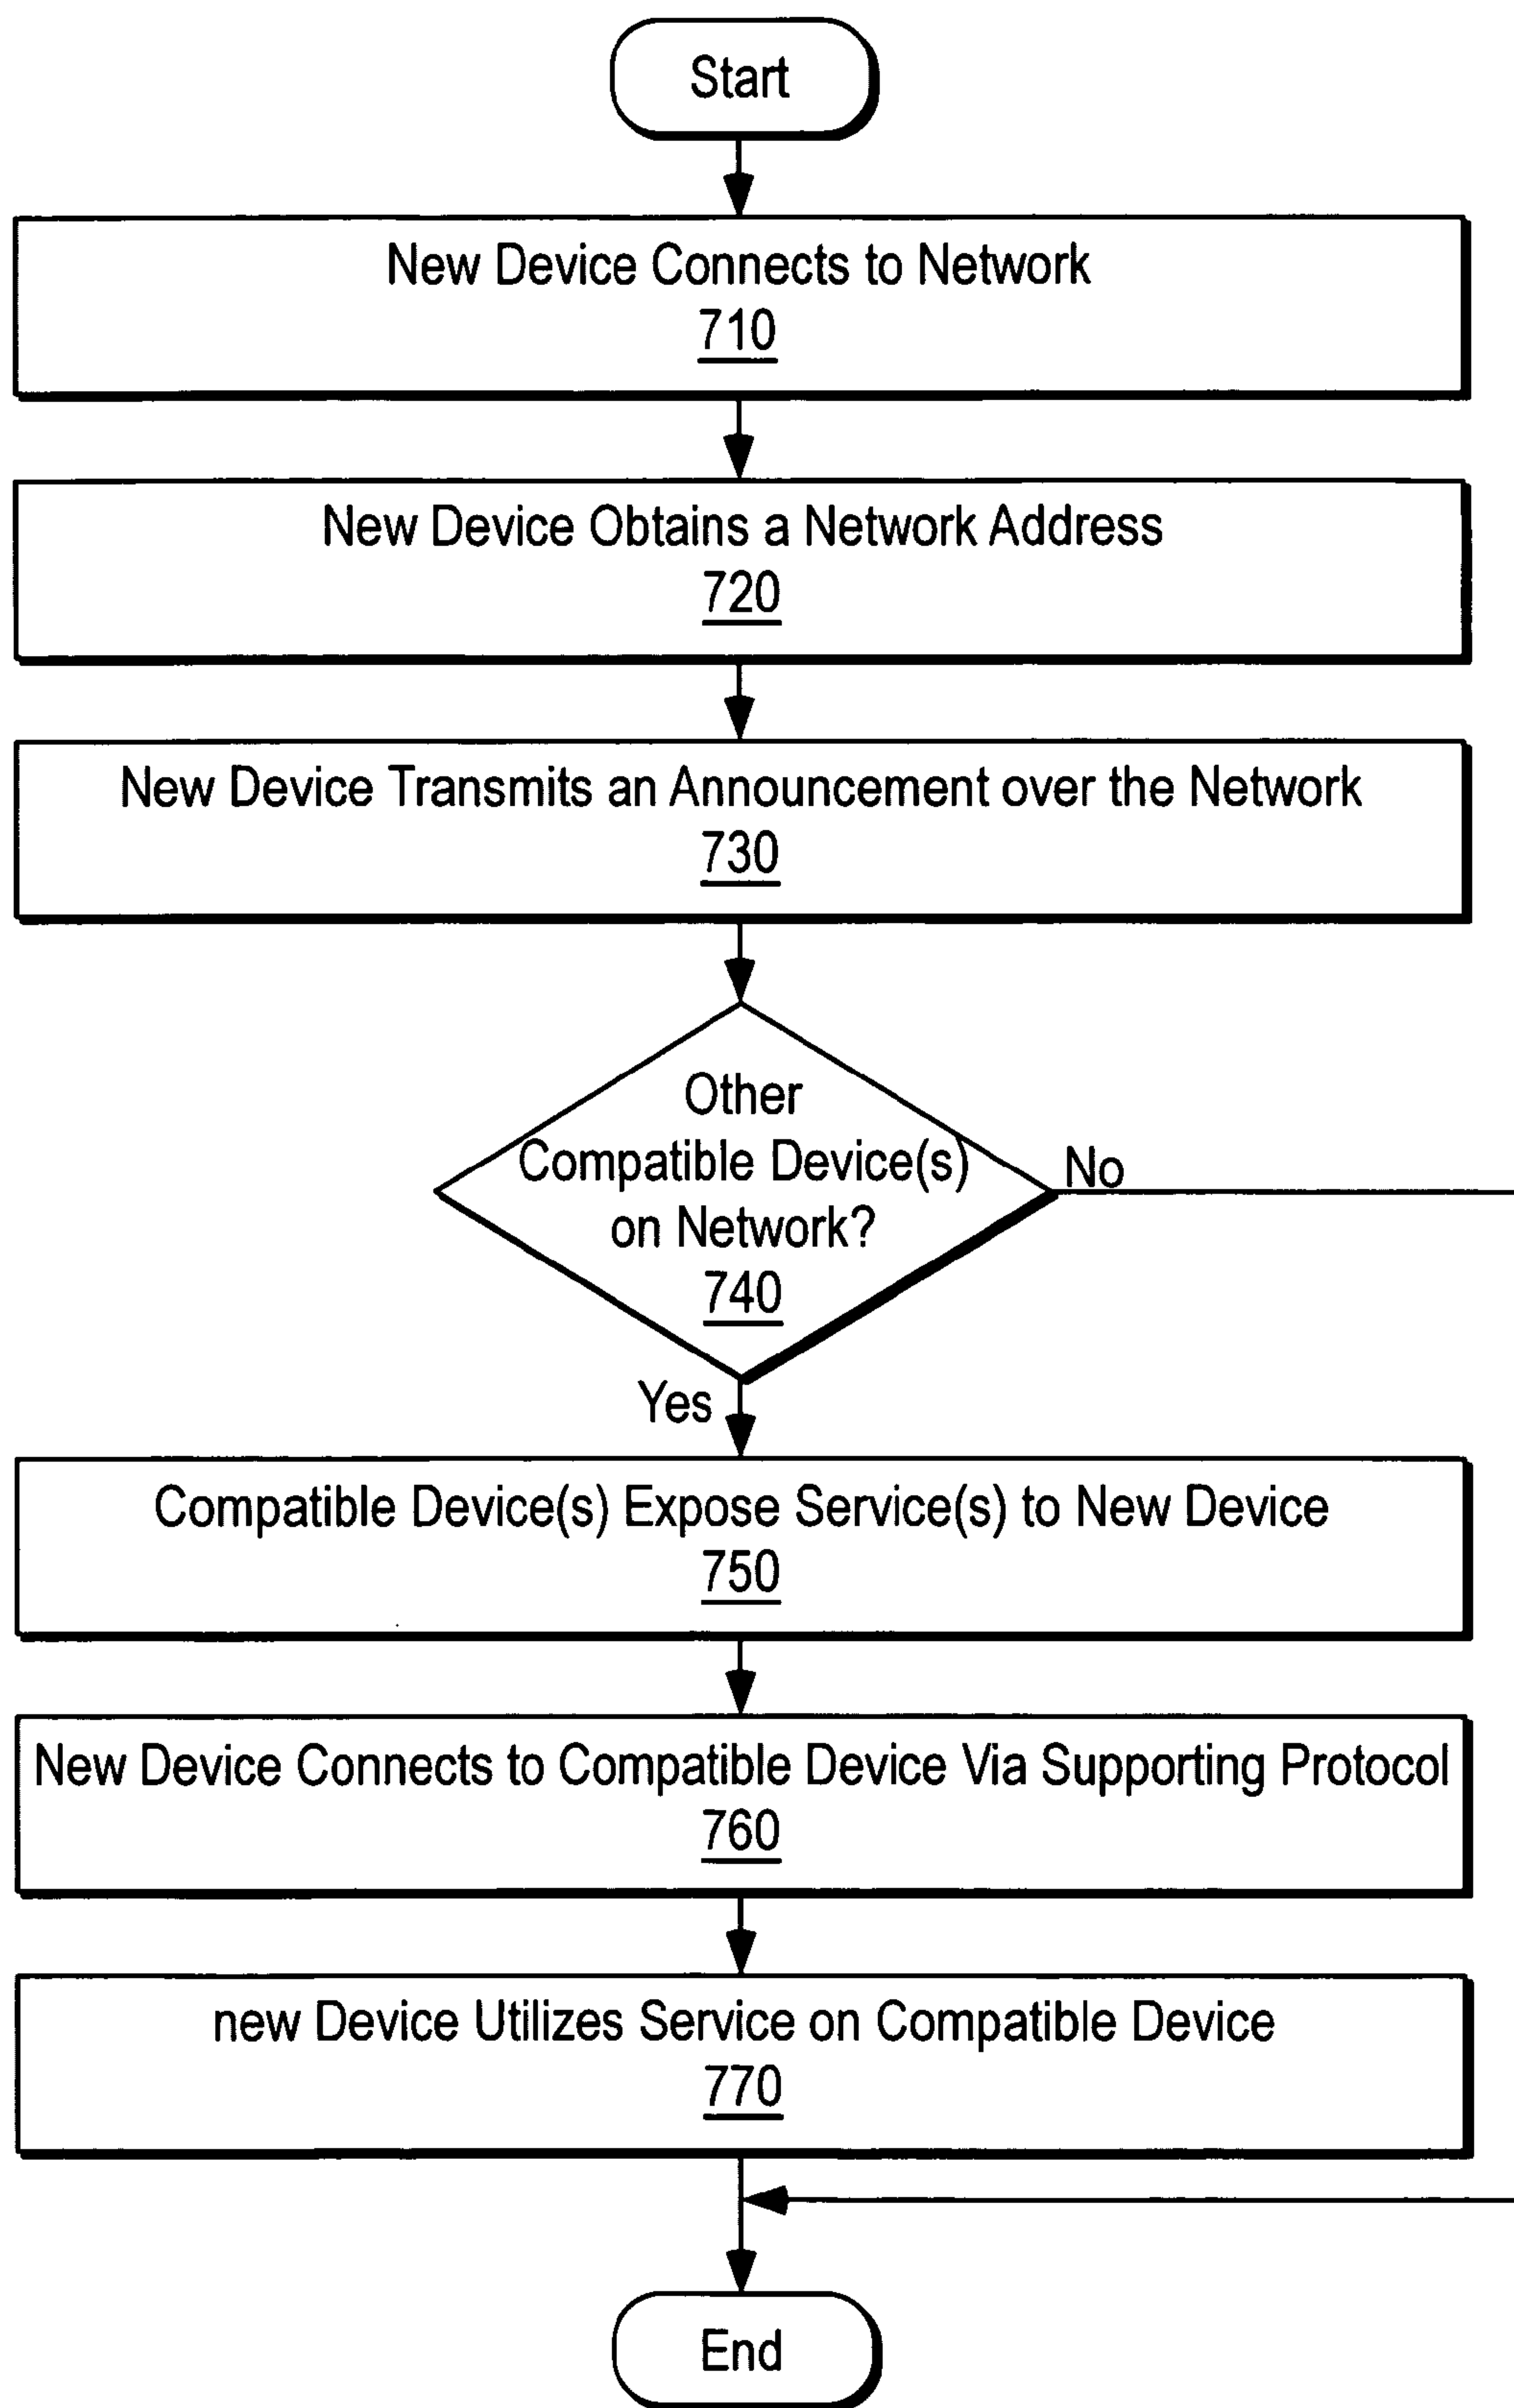 Start
New Device Connects to Network
710
New Device Obtains a Network Address
720
New Device Transmits an Announcement over the Network
730
Other
Compatible Device(s)
on Network?
740
No
Yes
Compatible Device(s) Expose Service(s) to New Device
750
New Device Connects to Compatible Device Via Supporting Protocol
760
new Device Utilizes Service on Compatible Device
770
End